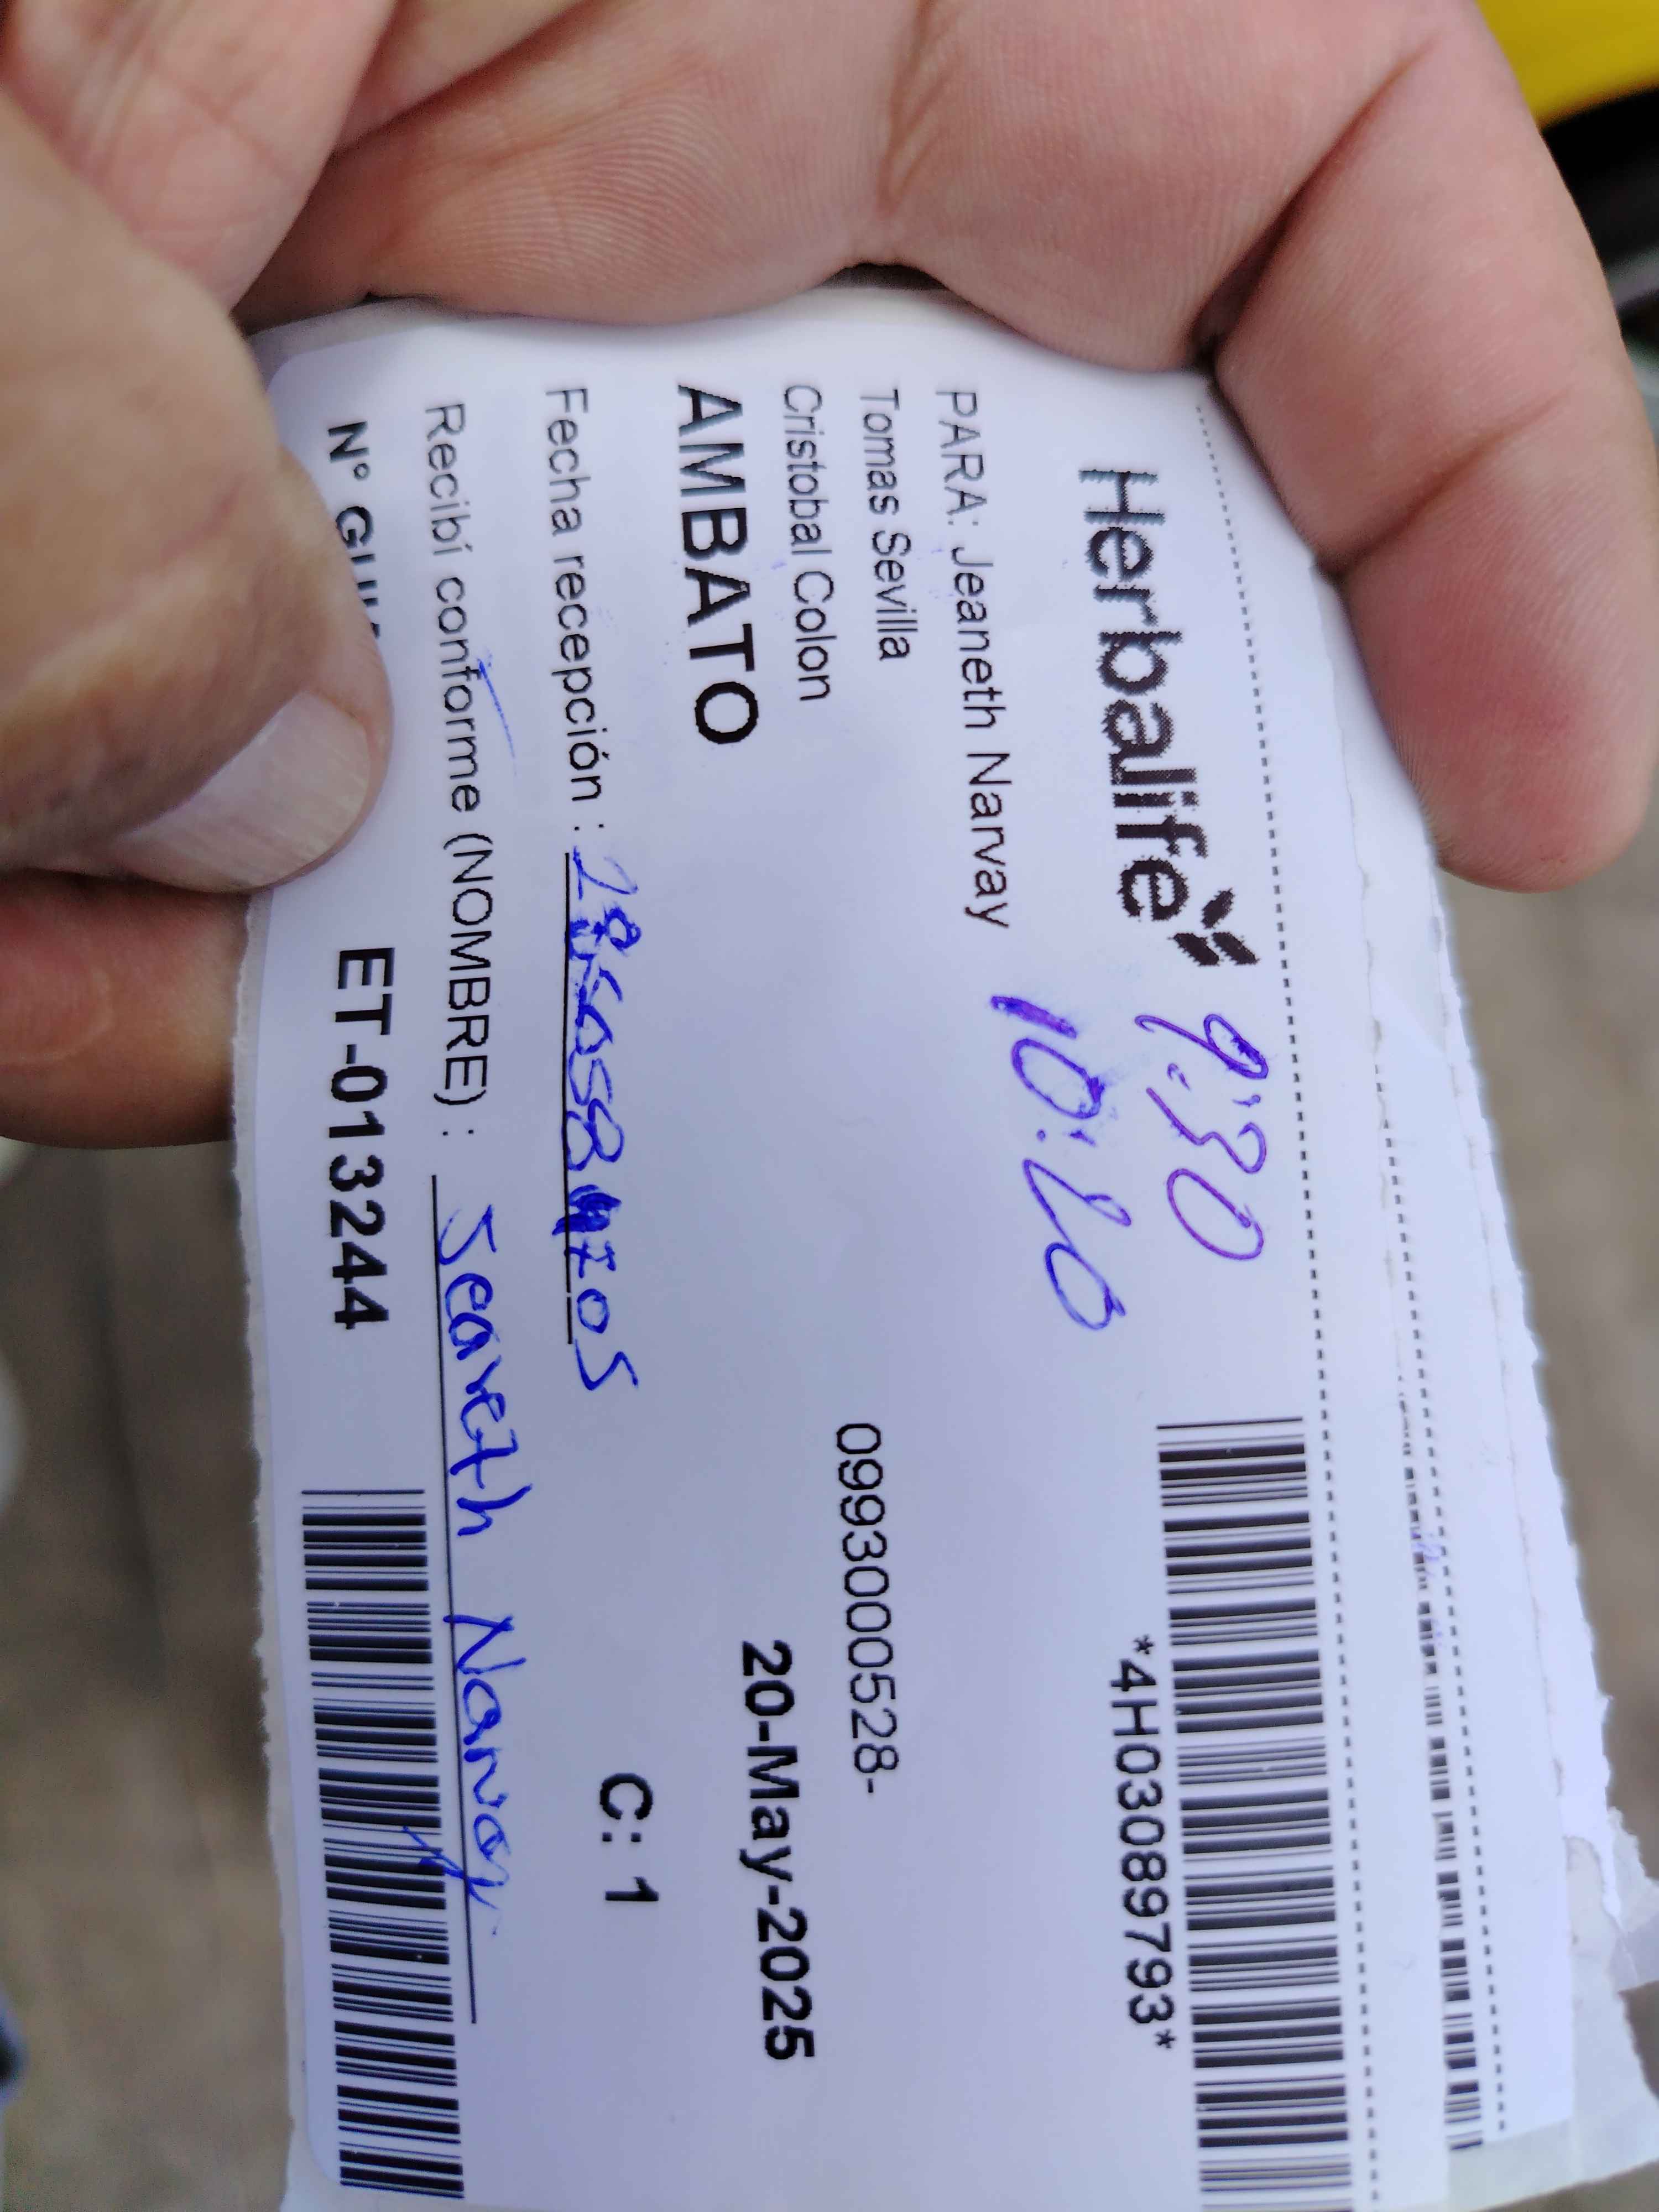 Herbalife
9:30
*4H03089793*
PARA: Jeaneth Narvay
10:20
Tomas Sevilla
0993000528-
Cristobal Colon
AMBATO
20-May-2025
Fecha recepción :
C: 1
Recibí conforme (NOMBRE) : Jeaneth Narvay
N° GUIA ET-013244